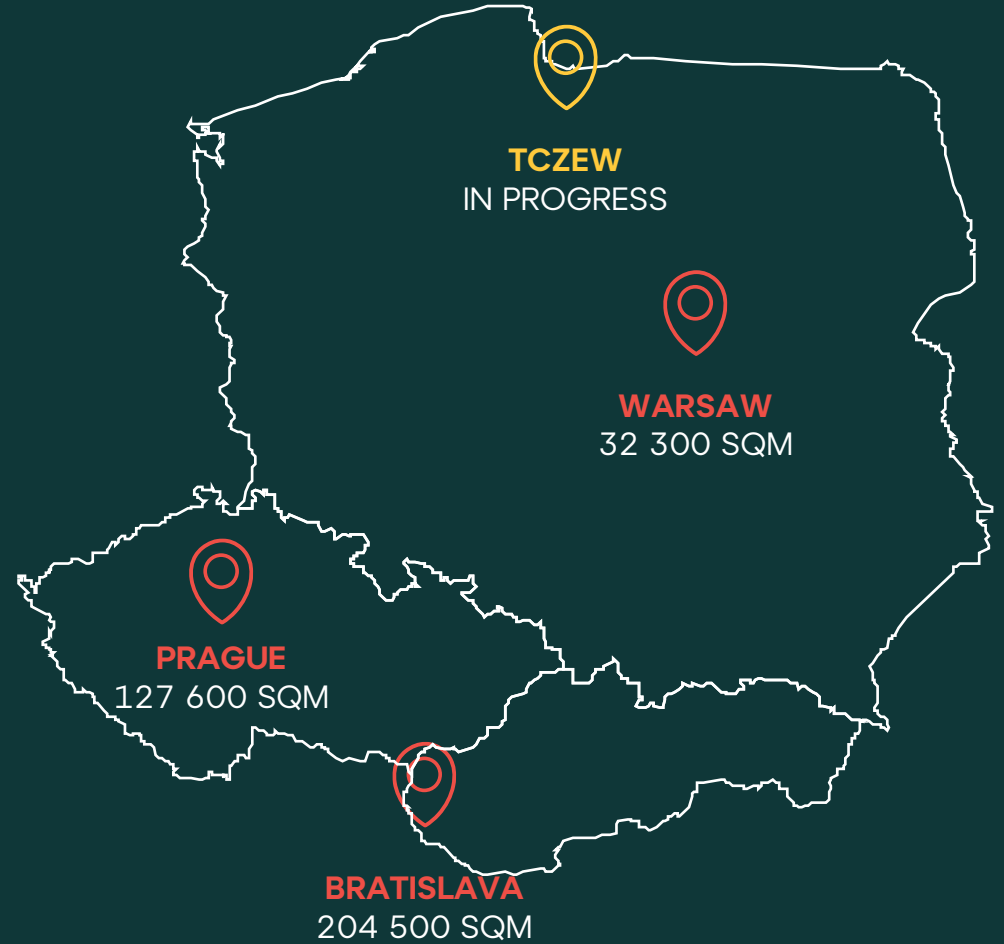 TCZEW
IN PROGRESS
WARSAW
32 300 SQM
PRAGUE
127 600 SQM
BRATISLAVA
204 500 SQM